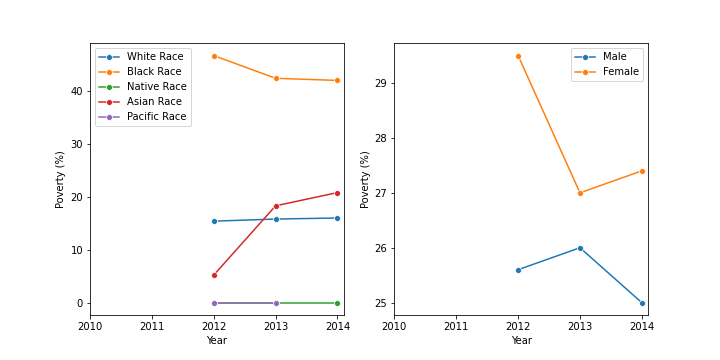 White Race
Black Race
Native Race
Asian Race
Pacific Race
40
30
20
10
0
Poverty (%)
2010 2011 2012 2013 2014
Year
Male
Female
29
28
27
26
25
Poverty (%)
2010 2011 2012 2013 2014
Year